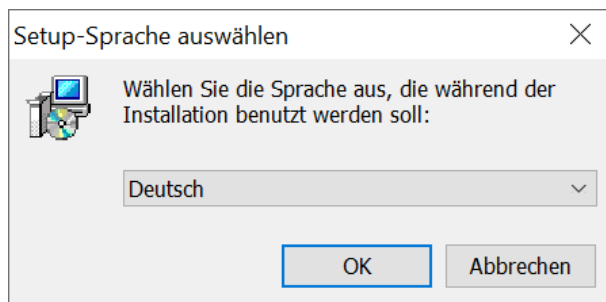 Setup-Sprache auswählen
Wählen Sie die Sprache aus, die während der
Installation benutzt werden soll:
Deutsch
OK
Abbrechen